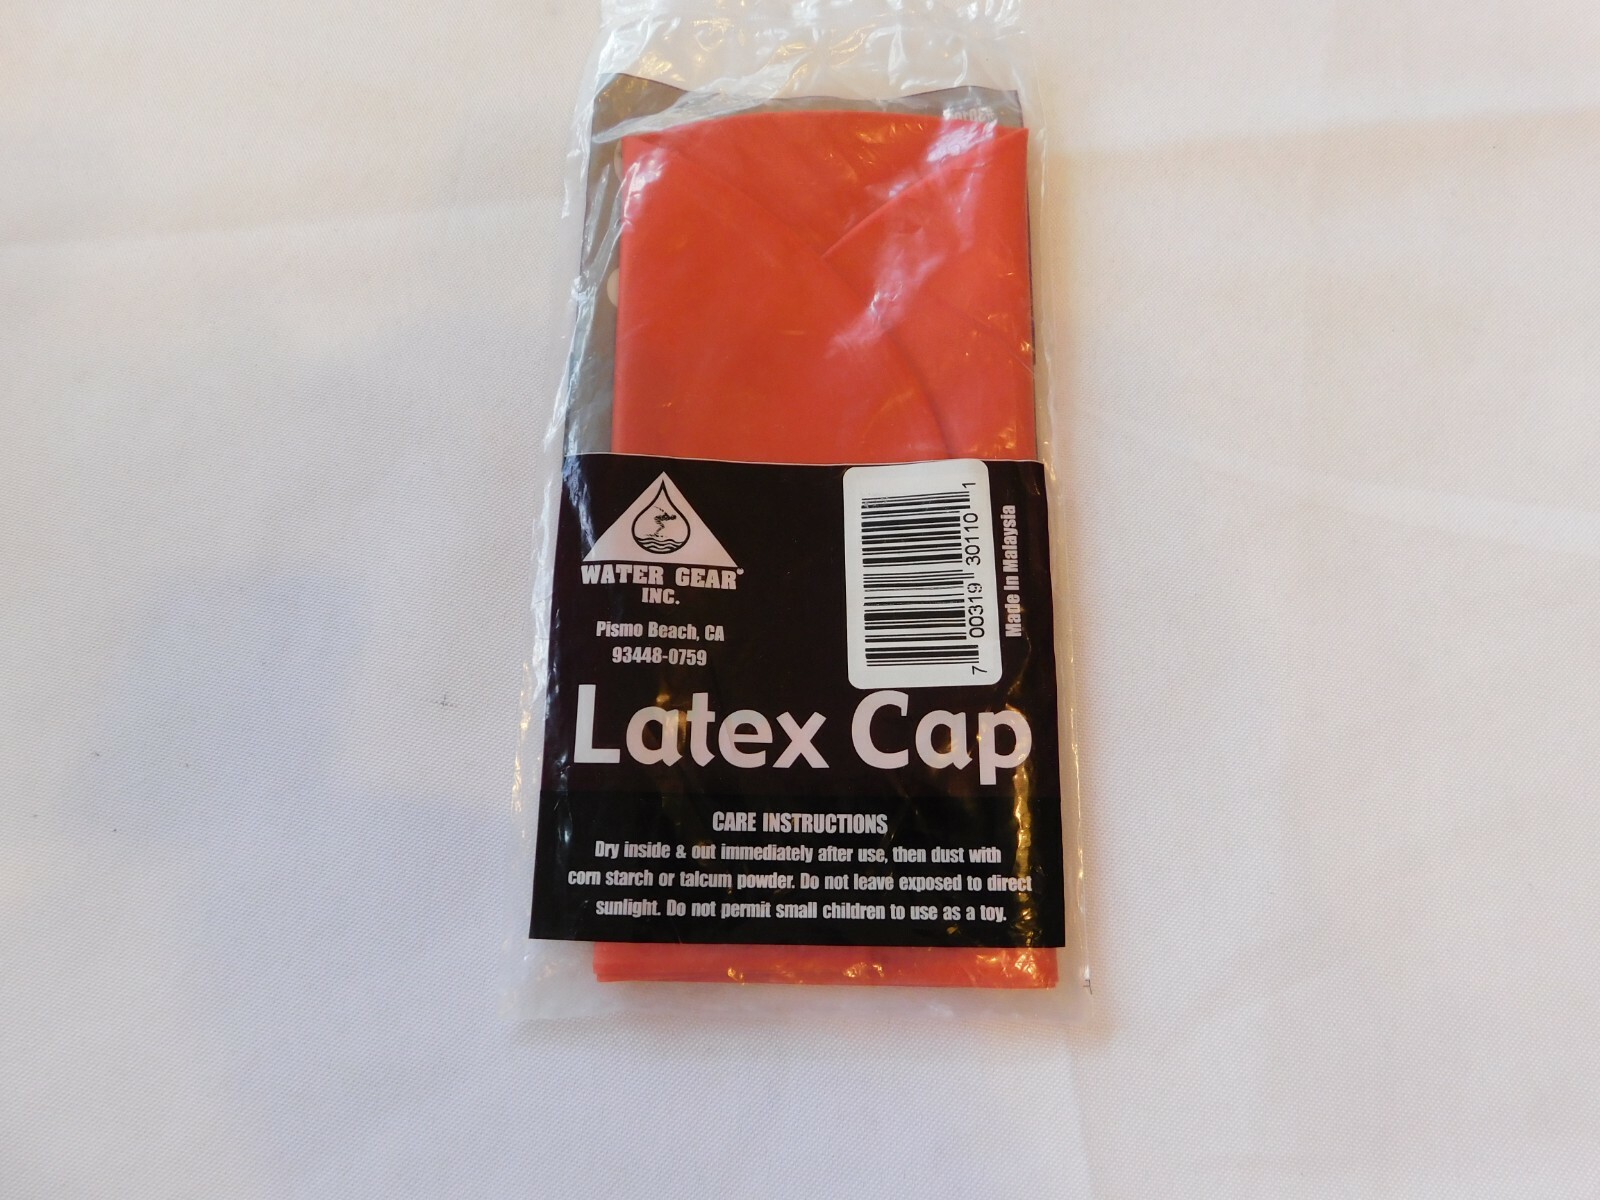 WATER GEAR®
INC.
Pismo Beach, CA
93448-0759
7 00319 30110 1
Made In Malaysia
Latex Cap
CARE INSTRUCTIONS
Dry inside & out immediately after use, then dust with
corn starch or talcum powder. Do not leave exposed to direct
sunlight. Do not permit small children to use as a toy.